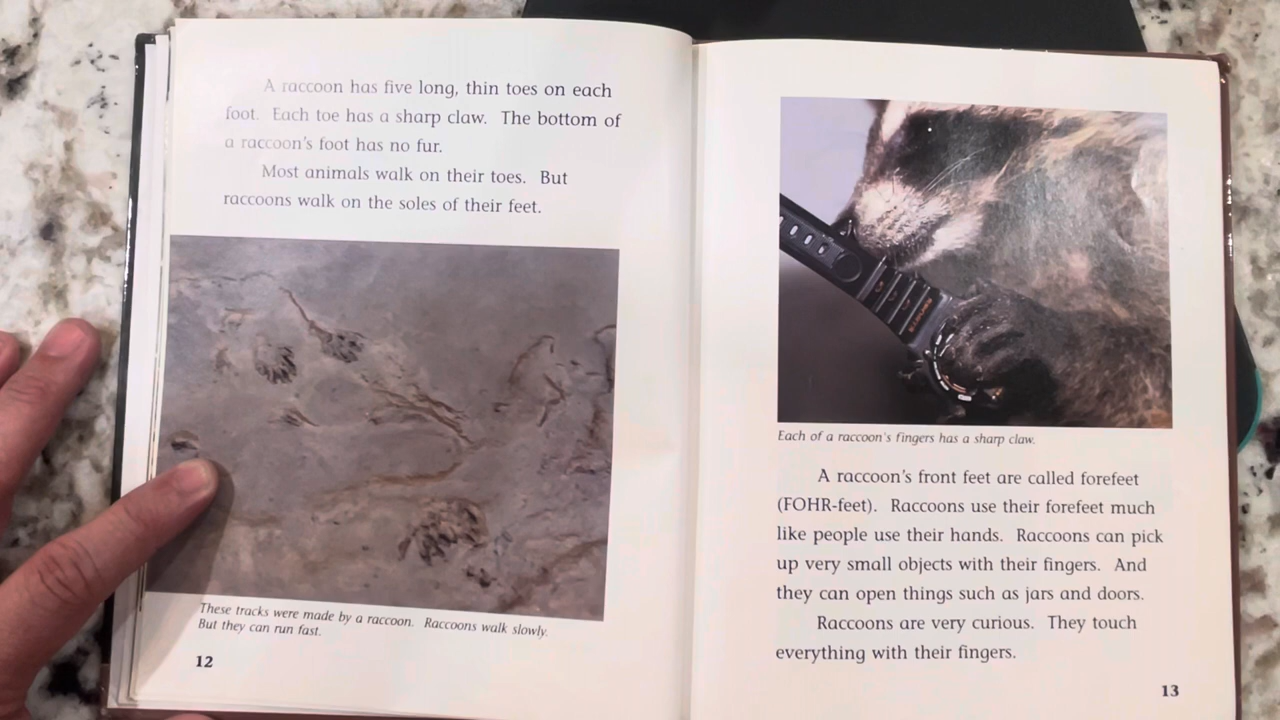 A raccoon has five long, thin toes on each
foot. Each toe has a sharp claw. The bottom of
a raccoon's foot has no fur.
Most animals walk on their toes. But
raccoons walk on the soles of their feet.
These tracks were made by a raccoon. Raccoons walk slowly.
But they can run fast.
12
Each of a raccoon's fingers has a sharp claw.
A raccoon's front feet are called forefeet
(FOHR-feet). Raccoons use their forefeet much
like people use their hands. Raccoons can pick
up very small objects with their fingers. And
they can open things such as jars and doors.
Raccoons are very curious. They touch
everything with their fingers.
13